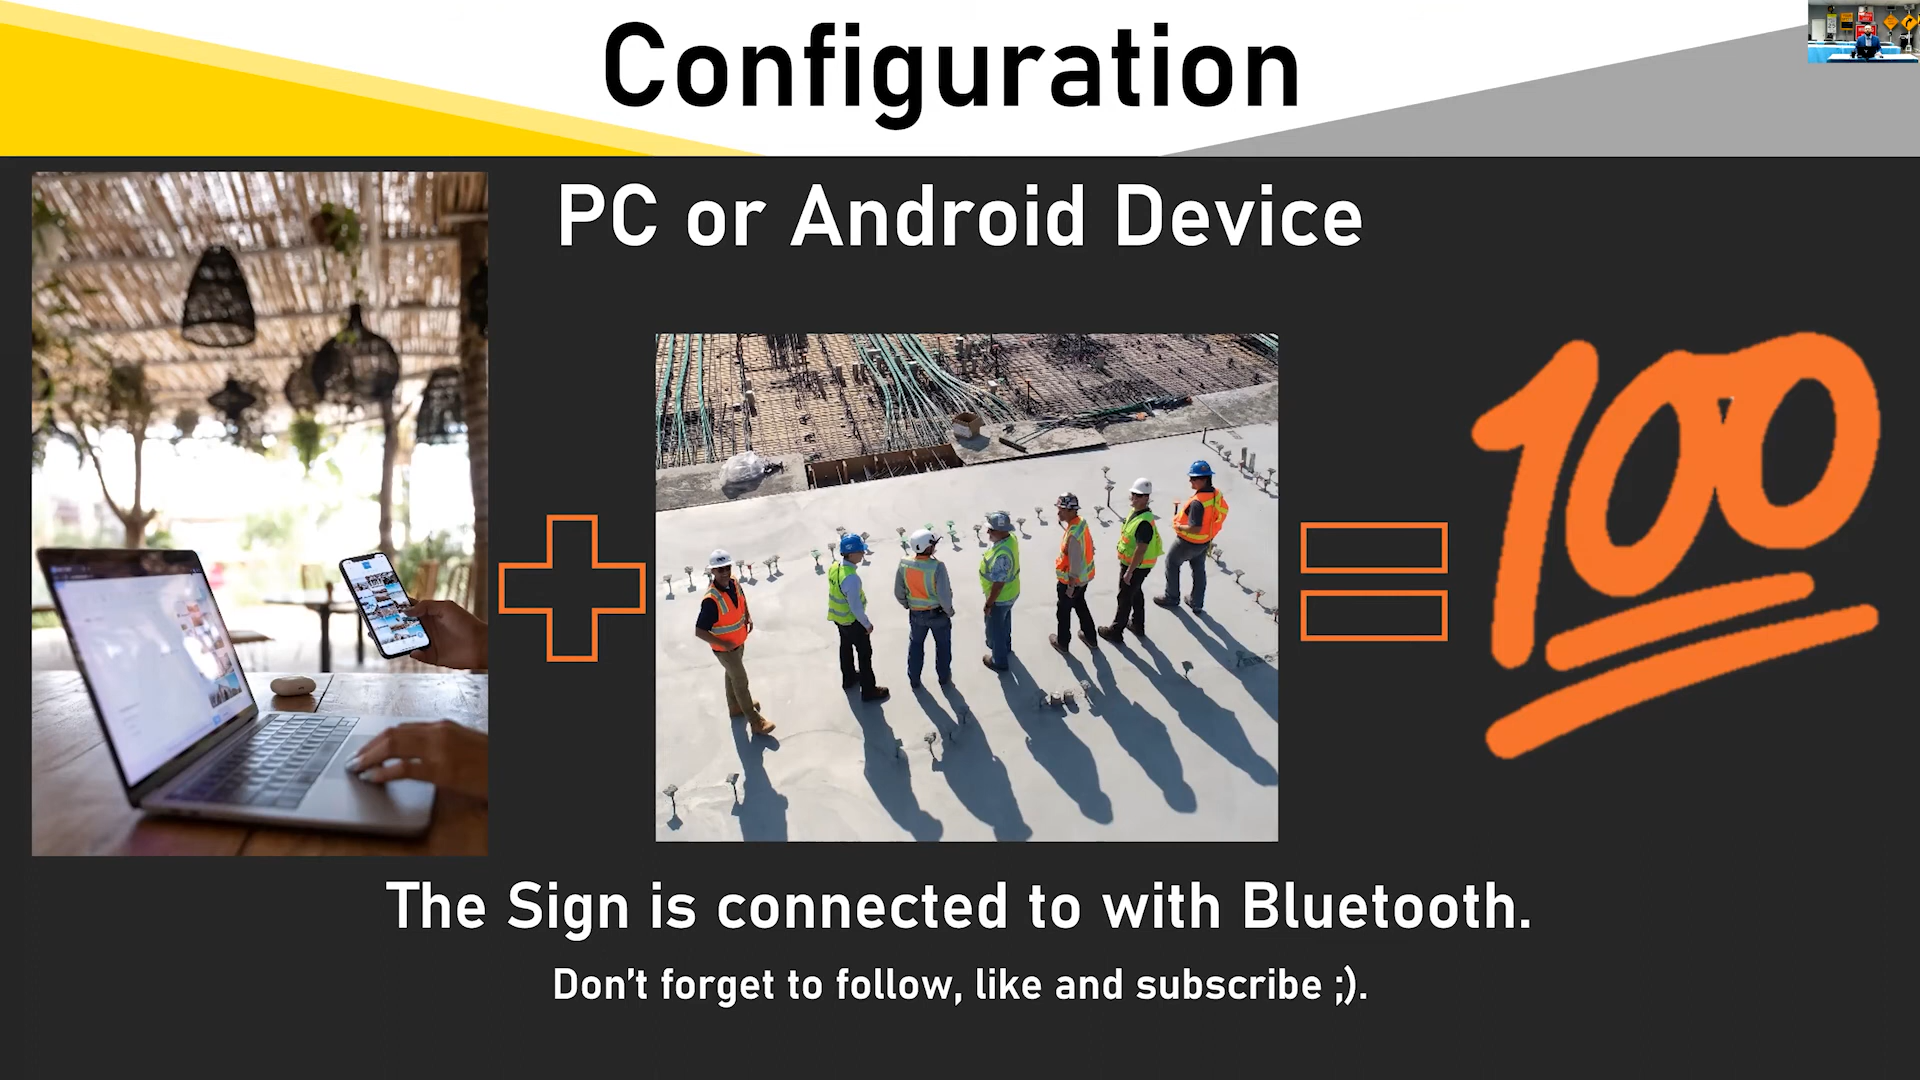 Configuration
PC or Android Device
100
The Sign is connected to with Bluetooth.
Don't forget to follow, like and subscribe ;).